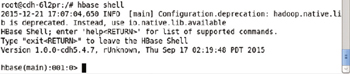 root@cdh-6l2pr:/# hbase shell
2015-12-21 17:07:04,650 INFO  [main] Configuration.deprecation: hadoop.native.li
b is deprecated. Instead, use io.native.lib.available
HBase Shell; enter 'help<RETURN>' for list of supported commands.
Type "exit<RETURN>" to leave the HBase Shell
Version 1.0.0-cdh5.4.7, rUnknown, Thu Sep 17 02:19:40 PDT 2015
hbase(main):001:0>